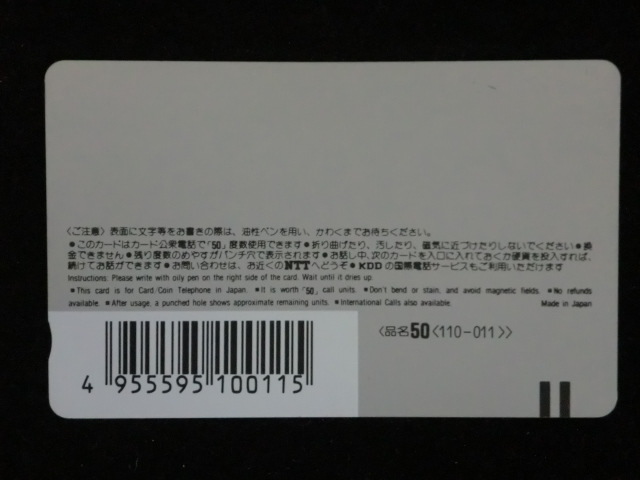 〈ご注意〉表面に文字等をお書きの際は、油性ペンを用い、かわくまでお待ちください。
●このカードはカード公衆電話で「50」度数使用できます●折り曲げたり、汚したり、磁気に近づけたりしないでください●換
金できません●残り度数のめやすがパンチ穴で表示されます●お話し中、次のカードを入口に入れておくか硬貨を投入すれば、
続けてお話ができます●お問い合わせは、お近くのNTTへどうぞ●KDDの国際電話サービスもご利用いただけます
Instructions: Please write with oily pen on the right side of the card. Wait until it dries up.
●This card is for Card/Coin Telephone in Japan. ●It is worth「50」call units. ●Don't bend or stain, and avoid magnetic fields. ●No refunds
available. ●After usage, a punched hole shows approximate remaining units. ●International Calls also available. Made in Japan
〈品名50〈110-011〉〉
4 955595 100115